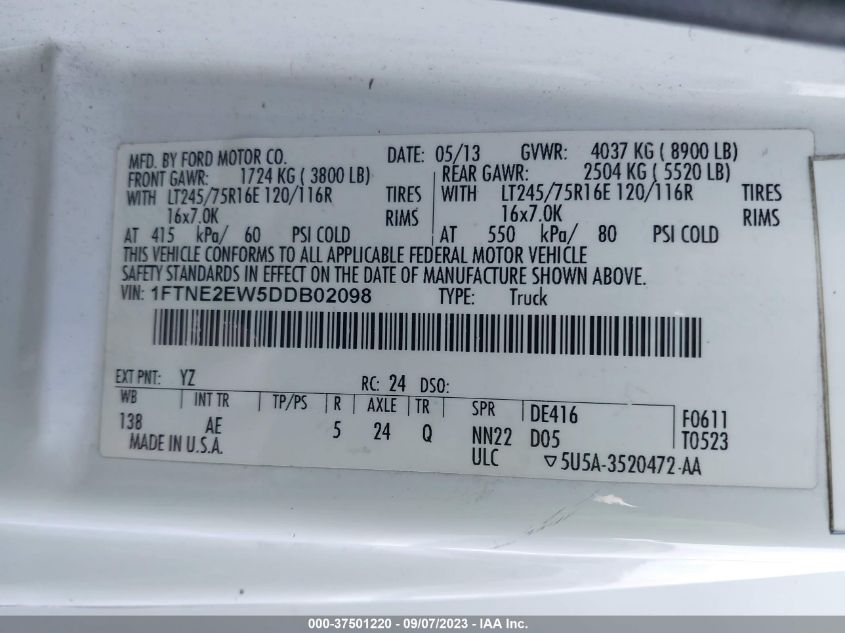 MFD. BY FORD MOTOR CO. DATE: 05/13 GVWR: 4037 KG ( 8900 LB)
FRONT GAWR: 1724 KG ( 3800 LB) REAR GAWR: 2504 KG ( 5520 LB)
WITH LT245/75R16E 120/116R TIRES WITH LT245/75R16E 120/116R TIRES
16x7.0K RIMS 16x7.0K RIMS
AT 415 kPa/ 60 PSI COLD AT 550 kPa/ 80 PSI COLD
THIS VEHICLE CONFORMS TO ALL APPLICABLE FEDERAL MOTOR VEHICLE
SAFETY STANDARDS IN EFFECT ON THE DATE OF MANUFACTURE SHOWN ABOVE.
VIN: 1FTNE2EW5DDB02098 TYPE: Truck
EXT PNT: YZ RC: 24 DSO:
WB INT TR TP/PS R AXLE TR SPR DE416 F0611
138 AE 5 24 Q NN22 D05 T0523
MADE IN U.S.A. ULC ▽5U5A-3520472-AA
000-37501220 - 09/07/2023 - IAA Inc.